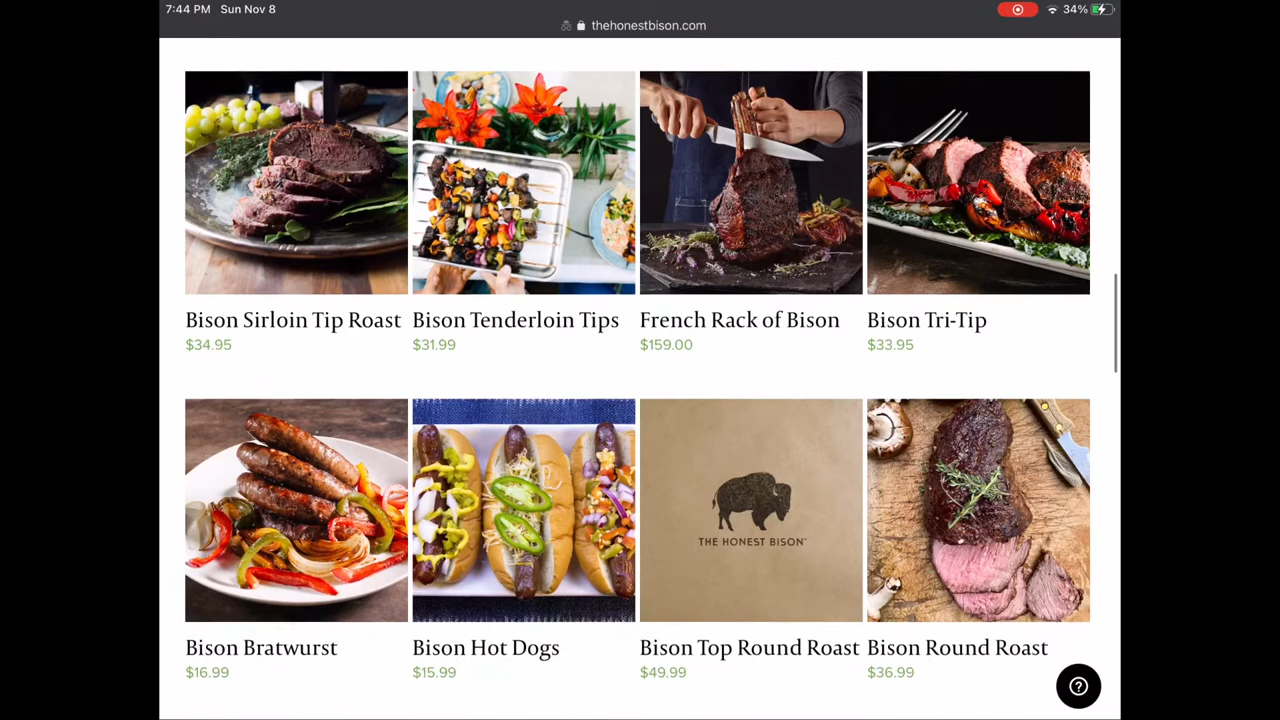 7:44 PM Sun Nov 8
34%
thehonestbison.com
Bison Sirloin Tip Roast
$34.95
Bison Tenderloin Tips
$31.99
French Rack of Bison
$159.00
Bison Tri-Tip
$33.95
THE HONEST BISON™
Bison Bratwurst
$16.99
Bison Hot Dogs
$15.99
Bison Top Round Roast
$49.99
Bison Round Roast
$36.99
?